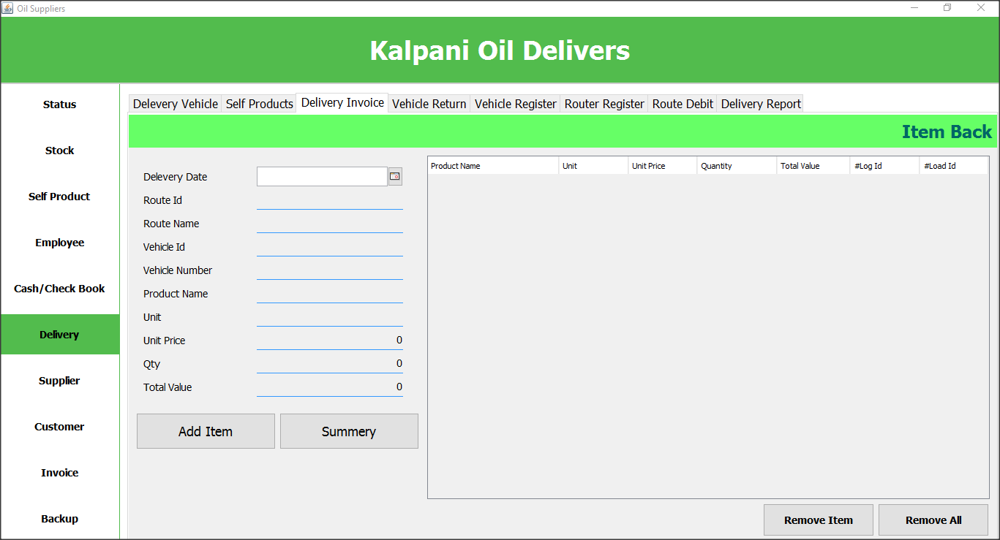 Oil Suppliers
Kalpani Oil Delivers
Status
Stock
Self Product
Employee
Cash/Check Book
Delivery
Supplier
Customer
Invoice
Backup
Delevery Vehicle Self Products Delivery Invoice Vehicle Return Vehicle Register Router Register Route Debit Delivery Report
Item Back
Delevery Date
Route Id
Route Name
Vehicle Id
Vehicle Number
Product Name
Unit
Unit Price 0
Qty 0
Total Value 0
Add Item Summery
Product Name Unit Unit Price Quantity Total Value #Log Id #Load Id
Remove Item Remove All